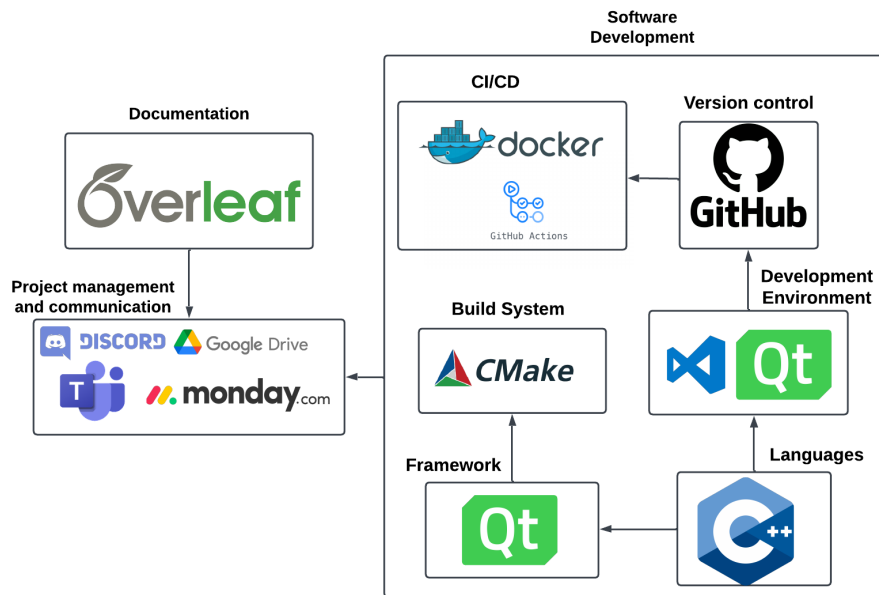 Software
Development
CI/CD
docker
GitHub Actions
Version control
GitHub
Documentation
Overleaf
Project management
and communication
DISCORD
Google Drive
T
monday.com
Build System
CMake
Development
Environment
Qt
Framework
Qt
Languages
C++